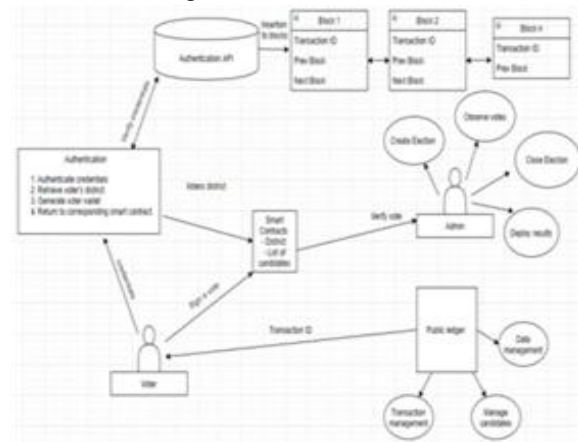 Insertion
to blocks
Authentication API
Block 1
Transaction ID
Prev Block
Next Block
Block 2
Transaction ID
Prev Block
Next Block
Block n
Transaction ID
Prev Block
Authentication
1. Authenticate credentials
2. Retrieve voter's district
3. Generate voter wallet
4. Return to corresponding smart contract.
Voters district
Smart
Contracts
- District
- List of
candidates
Sign a vote
Verify vote
Create Election
Observe votes
Close Election
Deploy results
Admin
Voter
Transaction ID
Public ledger
Data
management
Transaction
management
Manage
candidates